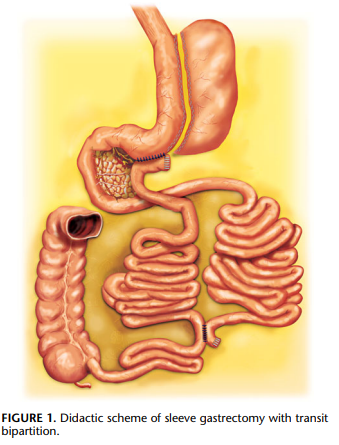 FIGURE 1. Didactic scheme of sleeve gastrectomy with transit
bipartition.